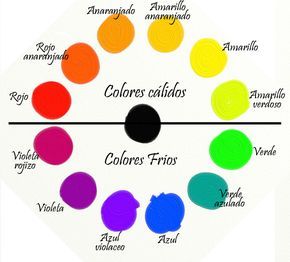 Anaranjado
Amarillo
anaranjado
Rojo
anaranjado
Amarillo
Rojo
Colores cálidos
Amarillo
verdoso
Violeta
rojizo
Colores Frios
Verde
Violeta
Verde
azulado
Azul
violaceo
Azul